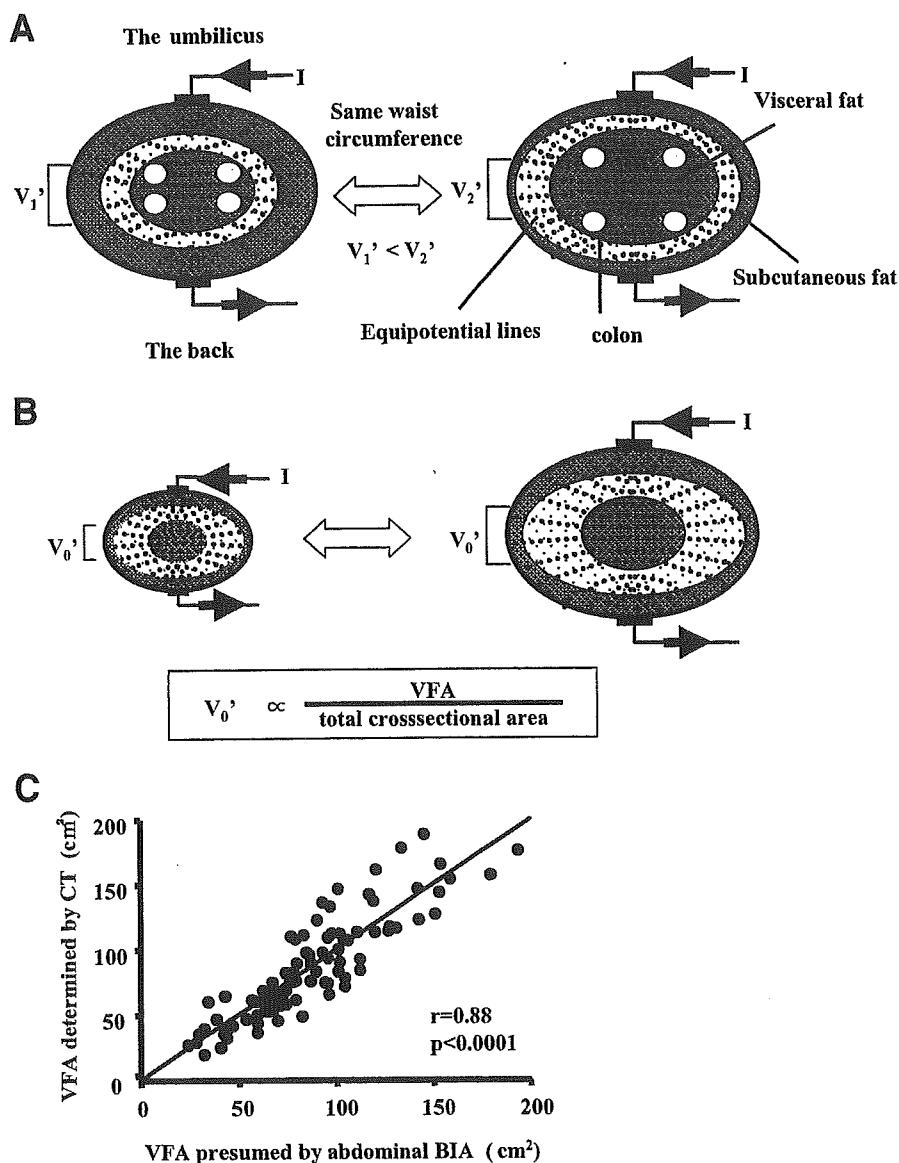 A
The umbilicus
I
I
Same waist
circumference
Visceral fat
V1'
V2'
V1' < V2'
Subcutaneous fat
Equipotential lines
colon
The back
B
I
I
V0'
V0'
V0' ∝ VFA
total crosssectional area
C
VFA determined by CT (cm²)
200
150
100
50
0
r=0.88
p<0.0001
0 50 100 150 200
VFA presumed by abdominal BIA (cm²)